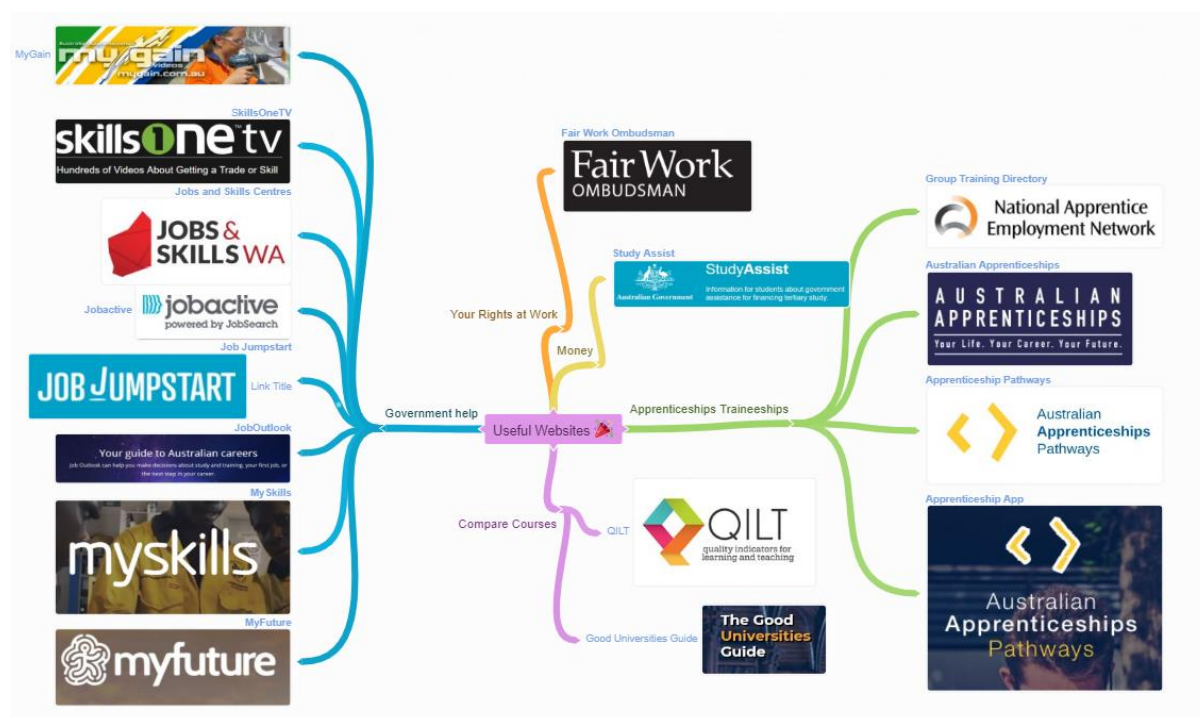 MyGain
my gain
videos
mygain.com.au
SkillsOneTV
skills1netv
Hundreds of Videos About Getting a Trade or Skill
Jobs and Skills Centres
JOBS &
SKILLS WA
Jobactive
jobactive
powered by JobSearch
Job Jumpstart
JOB JUMPSTART
Link Title
JobOutlook
Your guide to Australian careers
Job Outlook can help you make decisions about study and training, your first job, or
the next step in your career.
MySkills
myskills
MyFuture
myfuture
Government help
Useful Websites
Your Rights at Work
Fair Work Ombudsman
Fair Work
OMBUDSMAN
Money
Study Assist
Australian Government
StudyAssist
Information for students about government
assistance for financing tertiary study
Compare Courses
QILT
QILT
quality indicators for
learning and teaching
Good Universities Guide
The Good
Universities
Guide
Apprenticeships Traineeships
Group Training Directory
National Apprentice
Employment Network
Australian Apprenticeships
AUSTRALIAN
APPRENTICESHIPS
Your Life. Your Career. Your Future.
Apprenticeship Pathways
Australian
Apprenticeships
Pathways
Apprenticeship App
Australian
Apprenticeships
Pathways